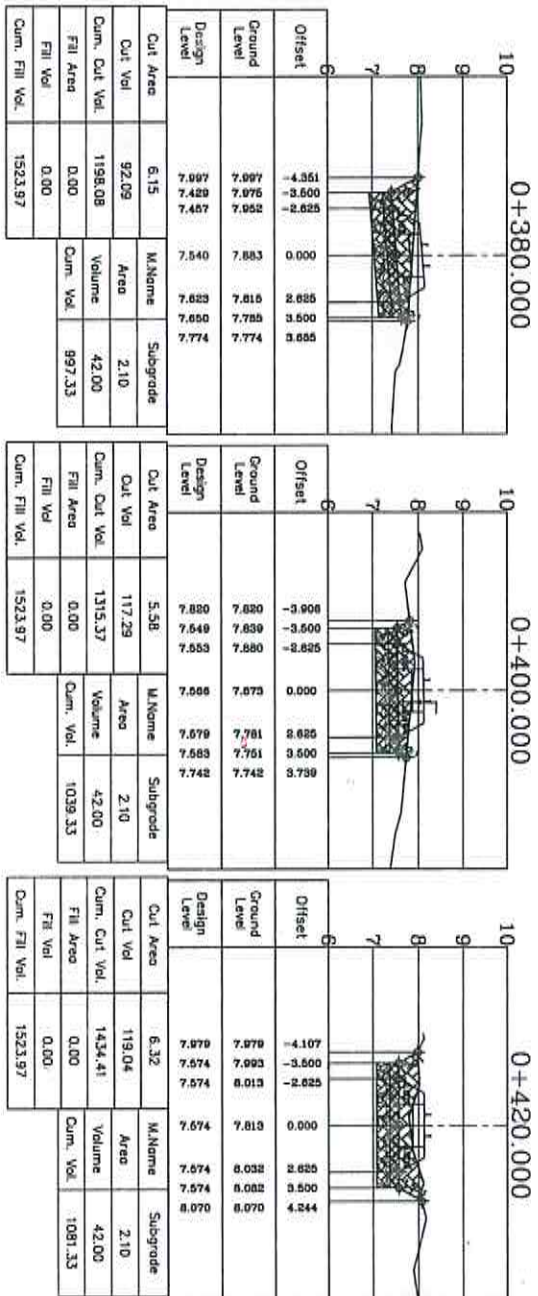 0+380.000
10
9
8
7
6
Offset -4.351 -3.500 -2.625 0.000 2.625 3.500 3.685
Ground Level 7.997 7.975 7.952 7.883 7.815 7.785 7.774
Design Level 7.997 7.429 7.457 7.540 7.623 7.650 7.774
Cut Area 6.15 M.Name Subgrade
Cut Vol 92.09 Area 2.10
Cum. Cut Vol. 1198.08 Volume 42.00
Fill Area 0.00 Cum. Vol. 997.33
Fill Vol 0.00
Cum. Fill Vol. 1523.97
0+400.000
10
9
8
7
6
Offset -3.906 -3.500 -2.625 0.000 2.625 3.500 3.739
Ground Level 7.820 7.839 7.880 7.873 7.781 7.751 7.742
Design Level 7.820 7.549 7.553 7.566 7.579 7.583 7.742
Cut Area 5.58 M.Name Subgrade
Cut Vol 117.29 Area 2.10
Cum. Cut Vol. 1315.37 Volume 42.00
Fill Area 0.00 Cum. Vol. 1039.33
Fill Vol 0.00
Cum. Fill Vol. 1523.97
0+420.000
10
9
8
7
6
Offset -4.107 -3.500 -2.625 0.000 2.625 3.500 4.244
Ground Level 7.979 7.993 8.013 7.813 8.032 8.082 8.070
Design Level 7.979 7.574 7.574 7.574 7.574 7.574 8.070
Cut Area 6.32 M.Name Subgrade
Cut Vol 119.04 Area 2.10
Cum. Cut Vol. 1434.41 Volume 42.00
Fill Area 0.00 Cum. Vol. 1081.33
Fill Vol 0.00
Cum. Fill Vol. 1523.97